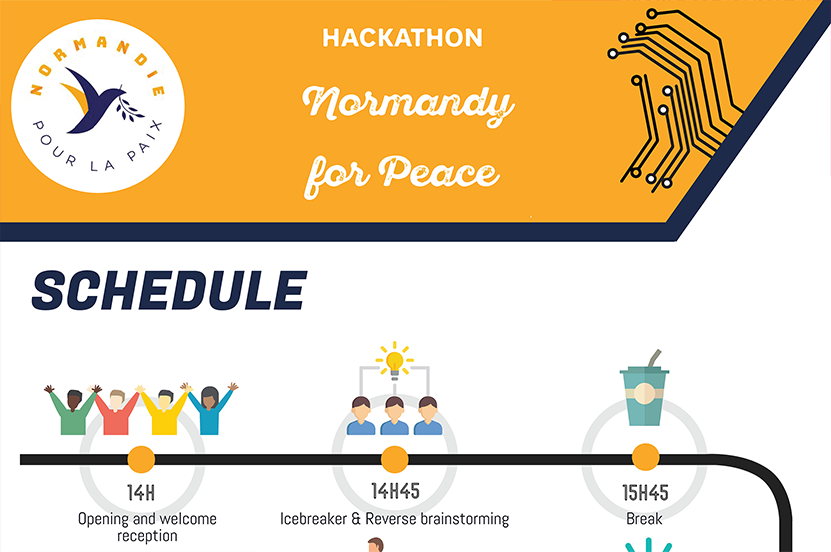 NORMANDIE
POUR LA PAIX
HACKATHON
Normandy
for Peace
SCHEDULE
14H
Opening and welcome
reception
14H45
Icebreaker & Reverse brainstorming
15H45
Break